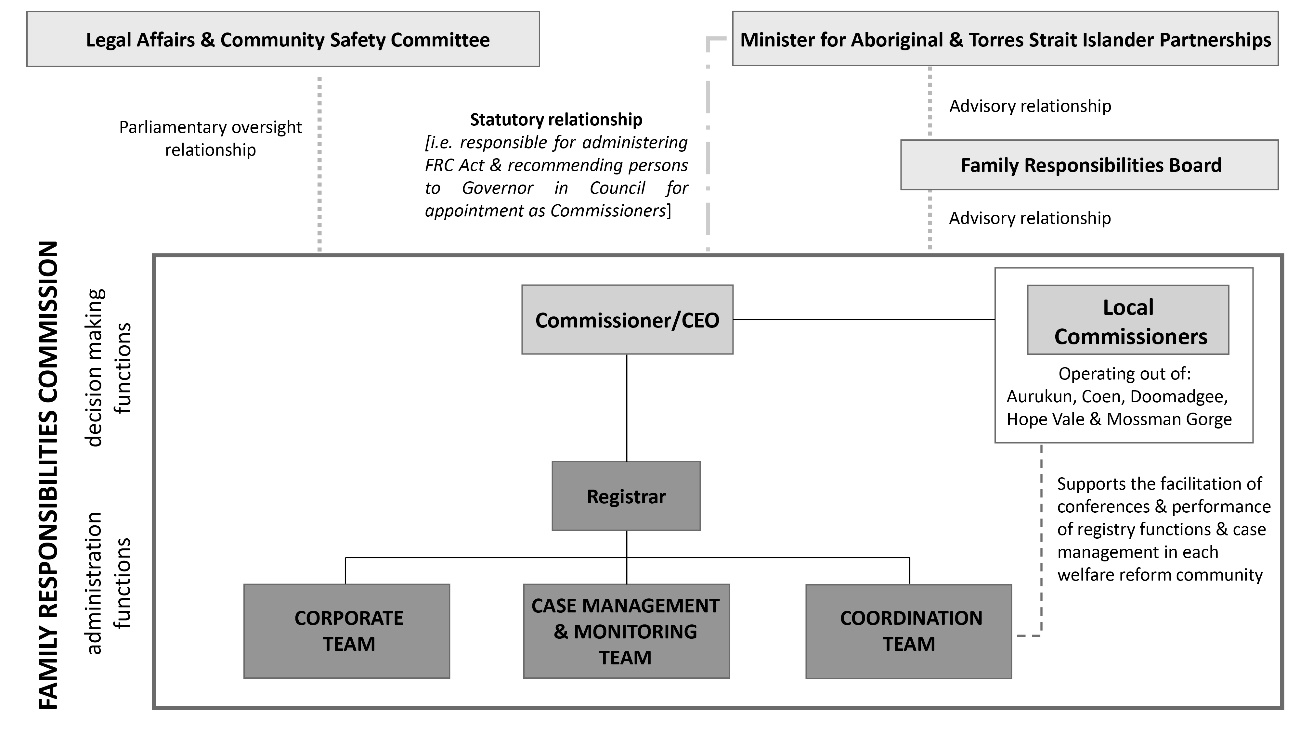 Legal Affairs & Community Safety Committee
Minister for Aboriginal & Torres Strait Islander Partnerships
Parliamentary oversight
relationship
Statutory relationship
[i.e. responsible for administering
FRC Act & recommending persons
to Governor in Council for
appointment as Commissioners]
Advisory relationship
Family Responsibilities Board
Advisory relationship
FAMILY RESPONSIBILITIES COMMISSION
decision making
functions
Commissioner/CEO
Local
Commissioners
Operating out of:
Aurukun, Coen, Doomadgee,
Hope Vale & Mossman Gorge
administration
functions
Registrar
Supports the facilitation of
conferences & performance
of registry functions & case
management in each
welfare reform community
CORPORATE
TEAM
CASE MANAGEMENT
& MONITORING
TEAM
COORDINATION
TEAM